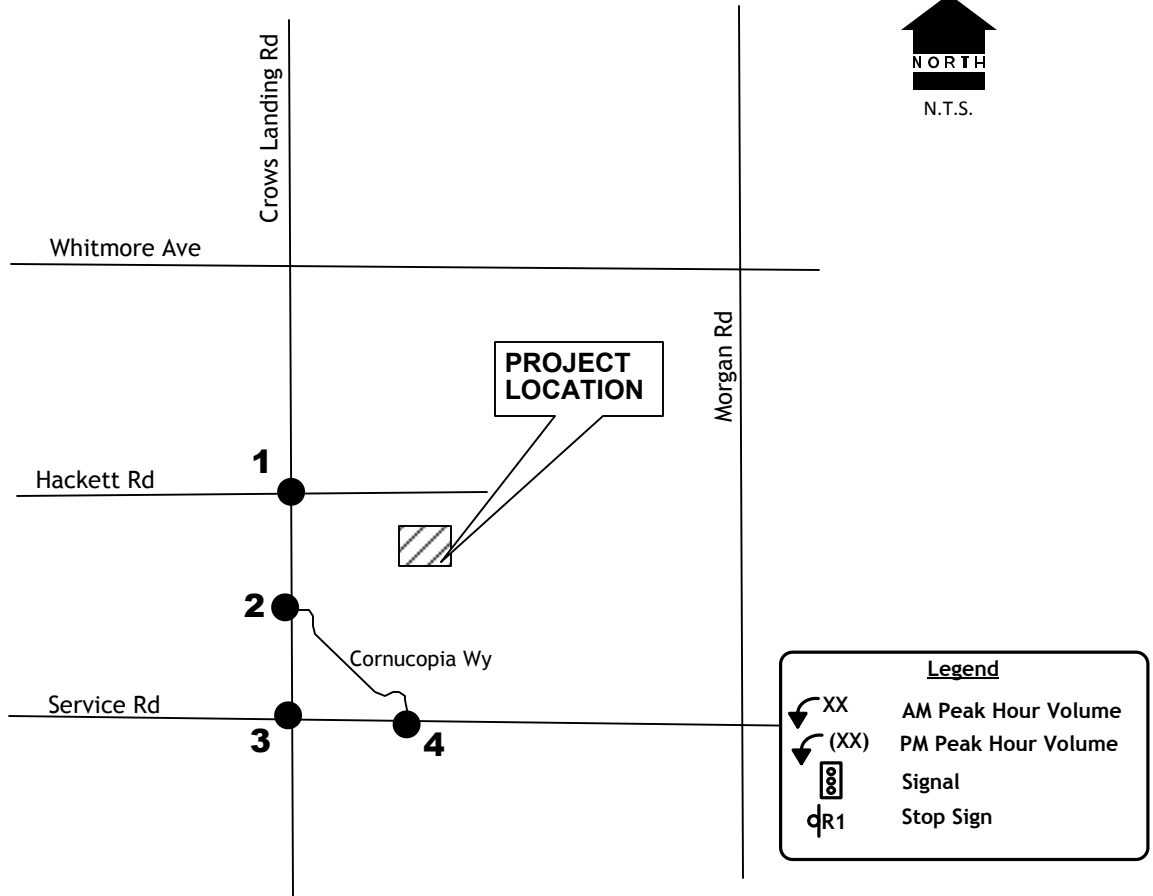 Crows Landing Rd
NORTH
N.T.S.
Whitmore Ave
Morgan Rd
PROJECT
LOCATION
1
Hackett Rd
2
Cornucopia Wy
Service Rd
3
4
Legend
XX AM Peak Hour Volume
(XX) PM Peak Hour Volume
Signal
R1 Stop Sign